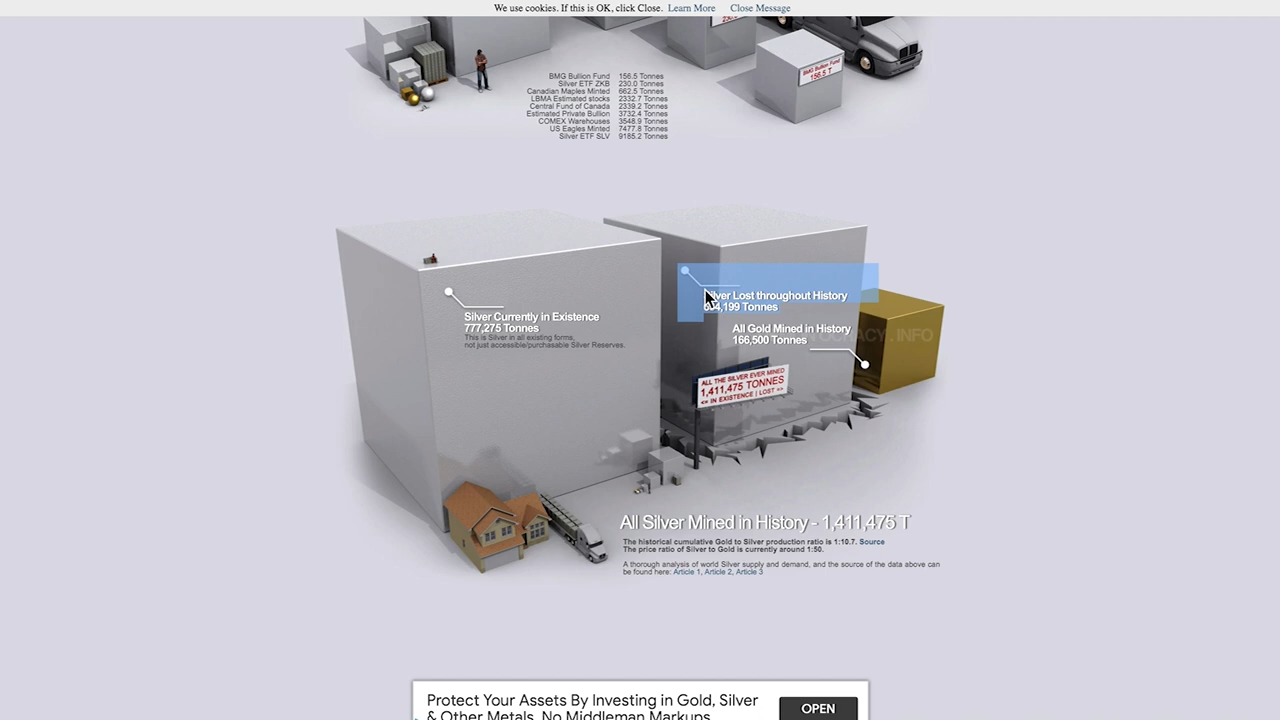 We use cookies. If this is OK, click Close. Learn More Close Message
BMG Bullion Fund
156.5 T
BMG Bullion Fund 156.5 Tonnes
Silver ETF ZKB 230.0 Tonnes
Canadian Maples Minted 662.5 Tonnes
LBMA Estimated stocks 2332.7 Tonnes
Central Fund of Canada 2339.2 Tonnes
Estimated Private Bullion 3732.4 Tonnes
COMEX Warehouses 3548.9 Tonnes
US Eagles Minted 7477.8 Tonnes
Silver ETF SLV 9185.2 Tonnes
Silver Lost throughout History
634,199 Tonnes
Silver Currently in Existence
777,275 Tonnes
This is Silver in all existing forms,
not just accessible/purchasable Silver Reserves.
All Gold Mined in History
166,500 Tonnes
.INFO
ALL THE SILVER EVER MINED
1,411,475 TONNES
<= IN EXISTENCE | LOST =>
All Silver Mined in History - 1,411,475 T
The historical cumulative Gold to Silver production ratio is 1:10.7. Source
The price ratio of Silver to Gold is currently around 1:50.
A thorough analysis of world Silver supply and demand, and the source of the data above can
be found here: Article 1, Article 2, Article 3
Protect Your Assets By Investing in Gold, Silver
& Other Metals. No Middleman Markups
OPEN